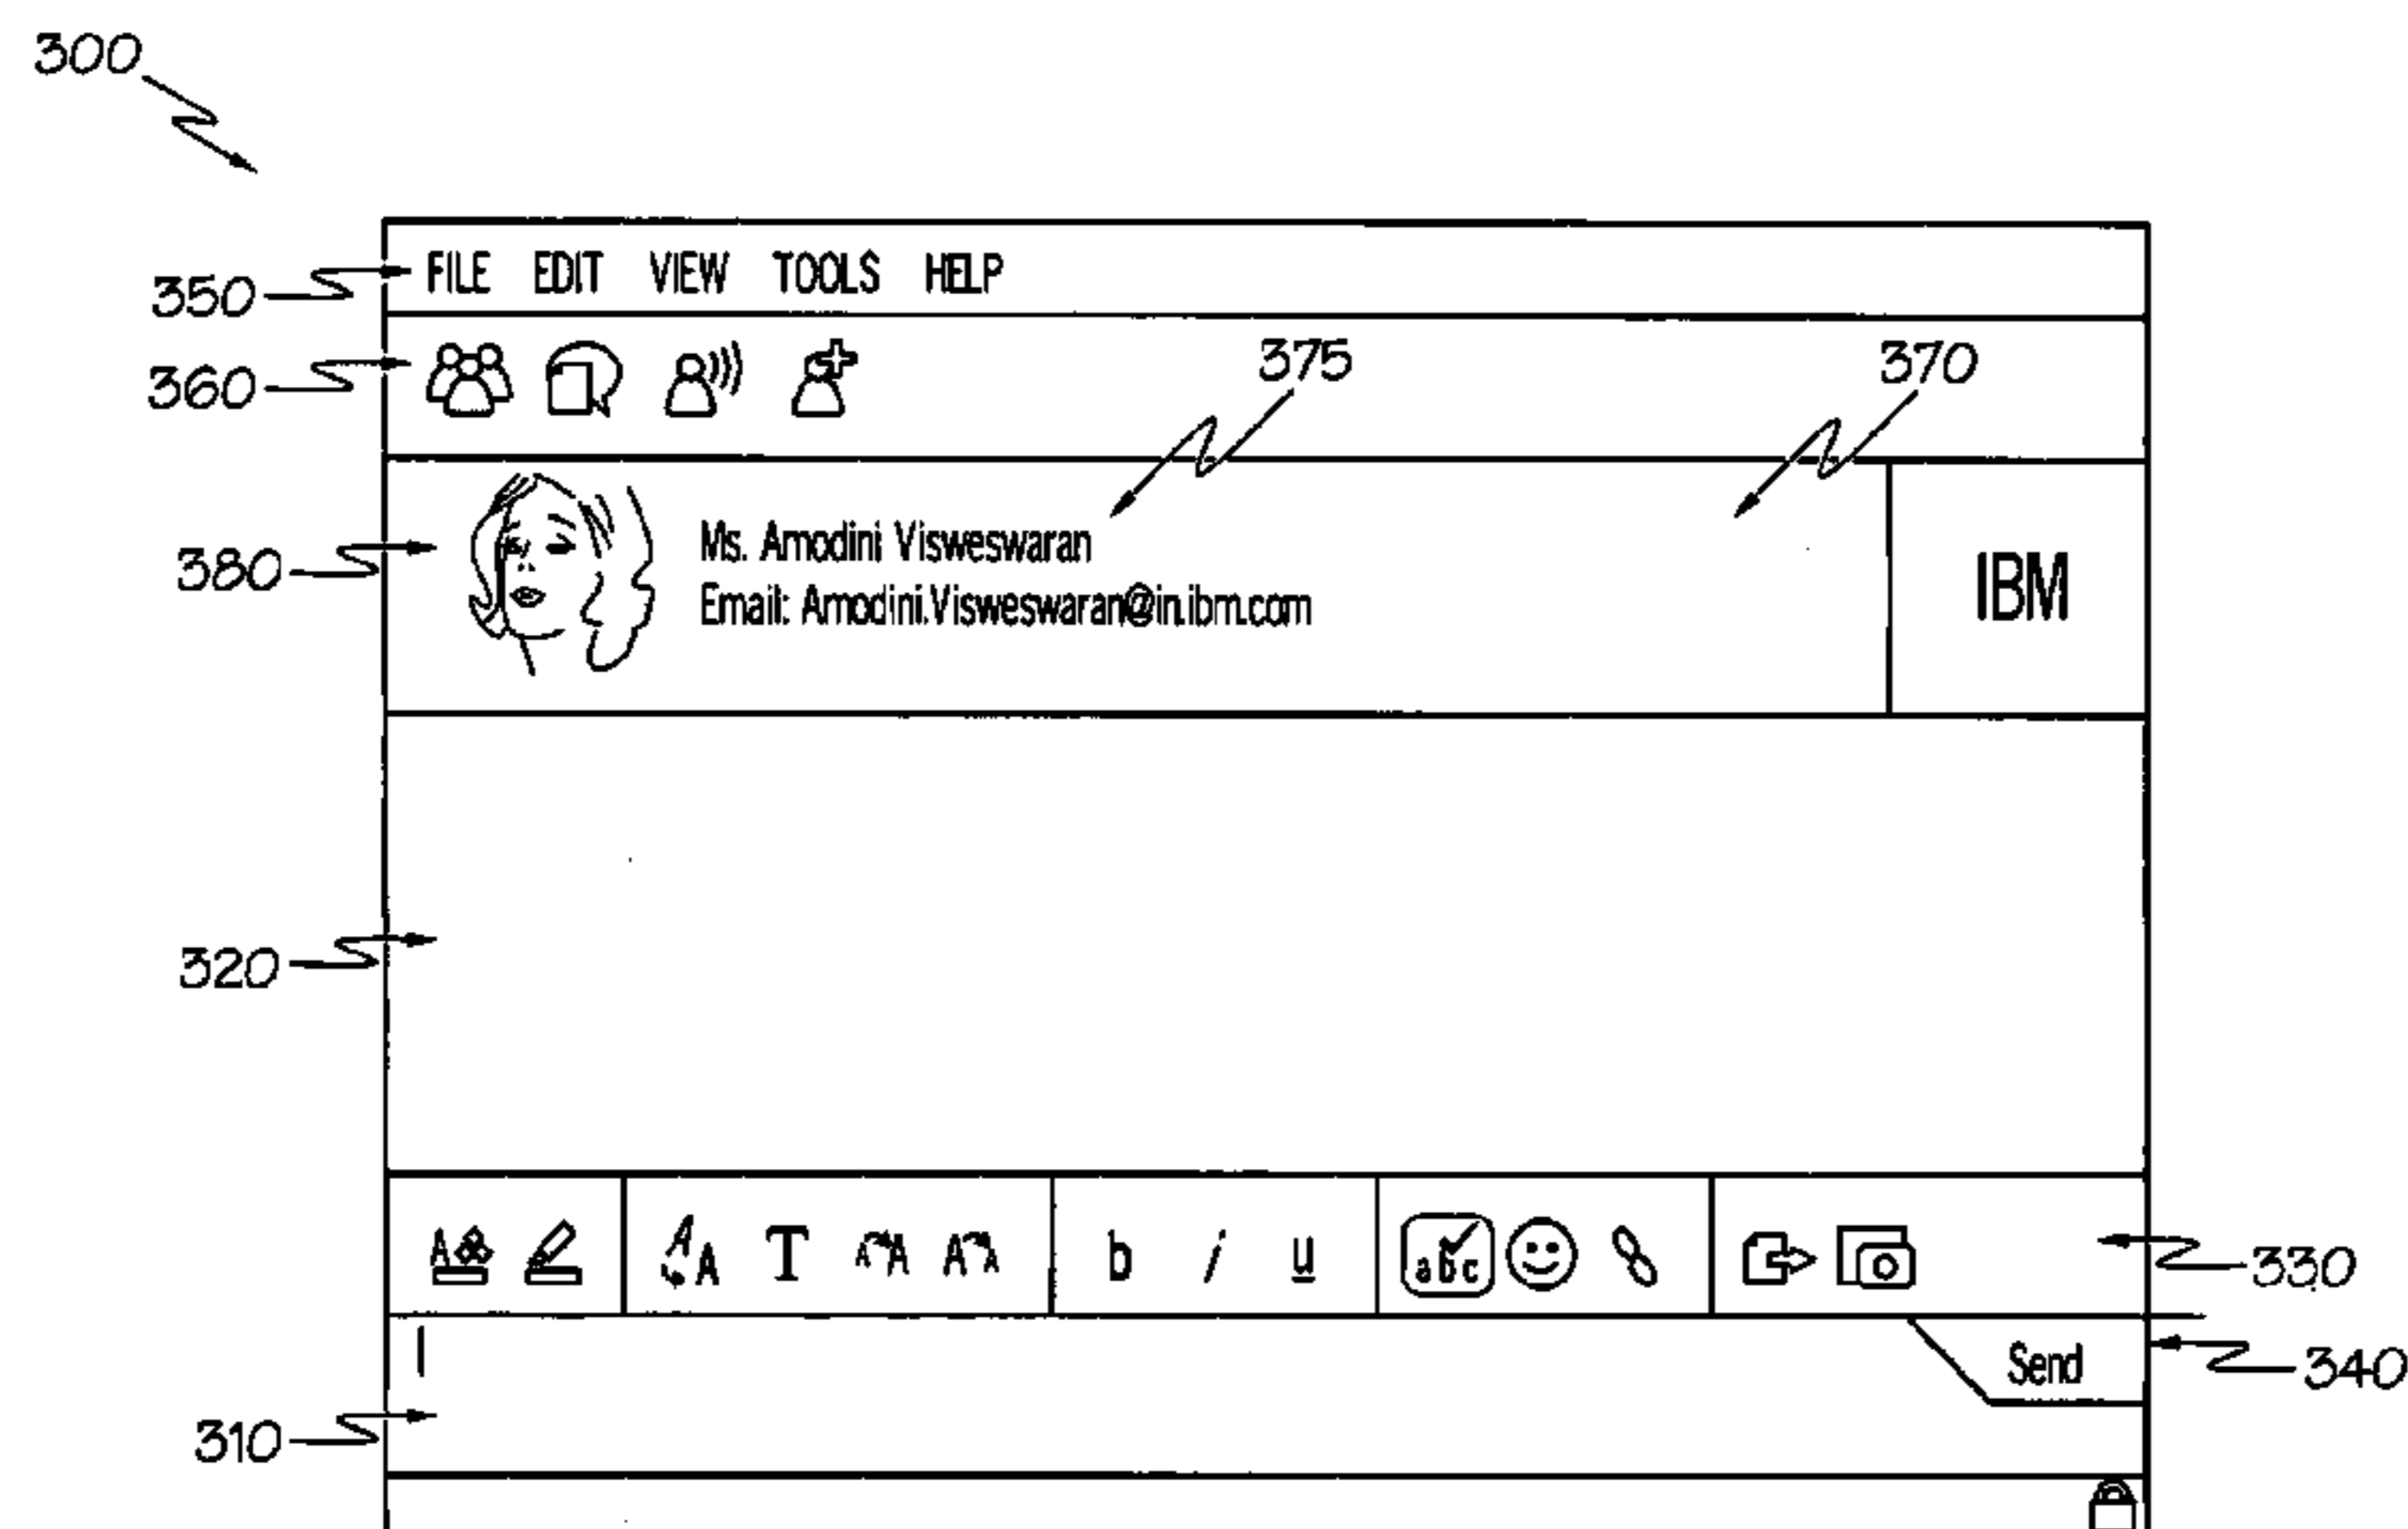 300
350 FILE EDIT VIEW TOOLS HELP
360 375 370
380 Ms. Amodini Visweswaran
Email: Amodini.Visweswaran@in.ibm.com
IBM
320
A A A T A A A A b i u abc 330
Send 340
310